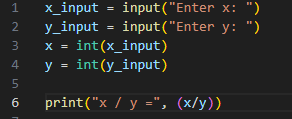 1 x_input = input("Enter x: ")
2 y_input = input("Enter y: ")
3 x = int(x_input)
4 y = int(y_input)
5
6 print("x / y =", (x/y))